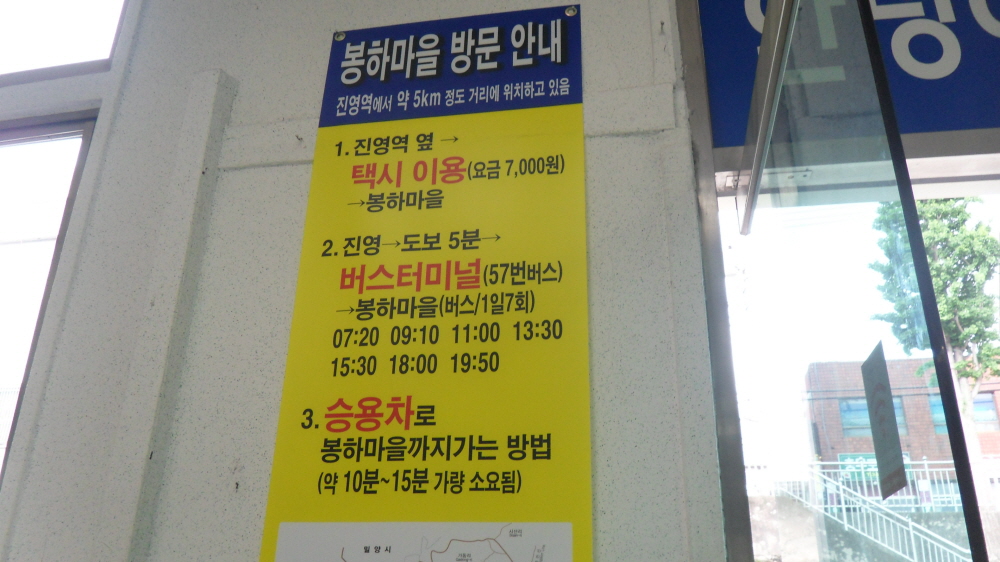 봉하마을 방문 안내
진영역에서 약 5km 정도 거리에 위치하고 있음
1. 진영역 옆 →
택시 이용(요금 7,000원)
→봉하마을
2. 진영→도보 5분→
버스터미널(57번버스)
→봉하마을(버스/1일7회)
07:20 09:10 11:00 13:30
15:30 18:00 19:50
3. 승용차로
봉하마을까지가는 방법
(약 10분~15분 가량 소요됨)
밀양시